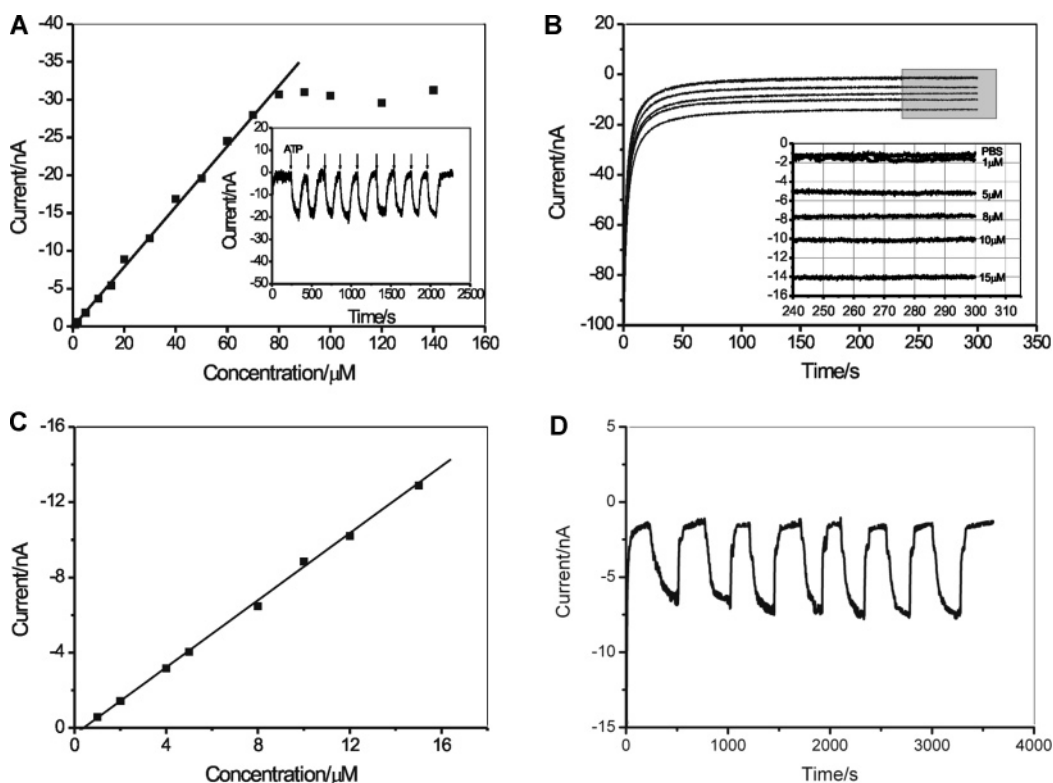 A
-40
-35
-30
-25
-20
-15
-10
-5
0
0 20 40 60 80 100 120 140 160
Current/nA
Concentration/μM
20
10
0
-10
-20
-30
-40
-50
ATP
Current/nA
0 500 1000 1500 2000 2500
Time/s
B
20
0
-20
-40
-60
-80
-100
0 50 100 150 200 250 300 350
Current/nA
Time/s
0
-2
-4
-6
-8
-10
-12
-14
-16
PBS
1μM
5μM
8μM
10μM
15μM
240 250 260 270 280 290 300 310
C
-16
-12
-8
-4
0
0 4 8 12 16
Current/nA
Concentration/μM
D
5
0
-5
-10
-15
0 1000 2000 3000 4000
Current/nA
Time/s